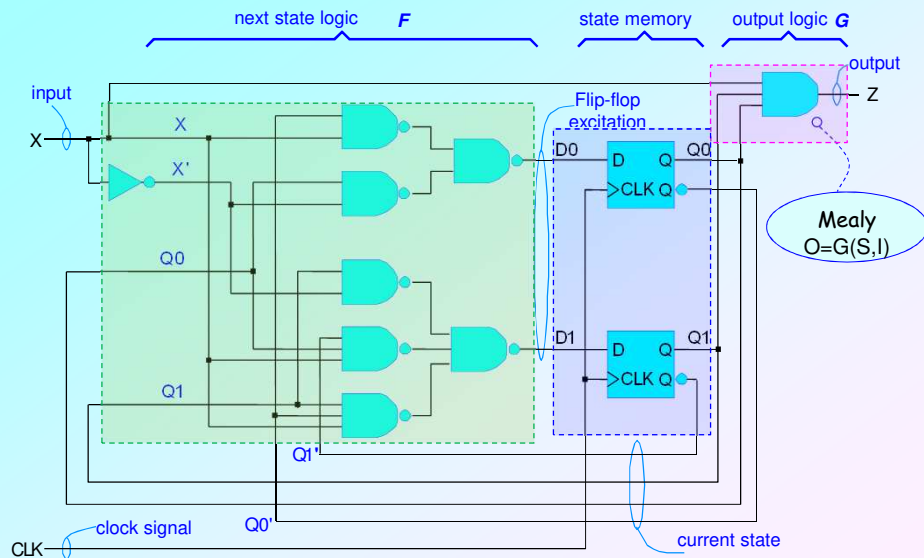 next state logic F
state memory
output logic G
input
output
X
X
X'
Q0
Q1
Flip-flop
excitation
D0
D Q
CLK Q
Q0
Z
Mealy
O=G(S,I)
D1
D Q
CLK Q
Q1
Q1'
Q0'
clock signal
CLK
current state